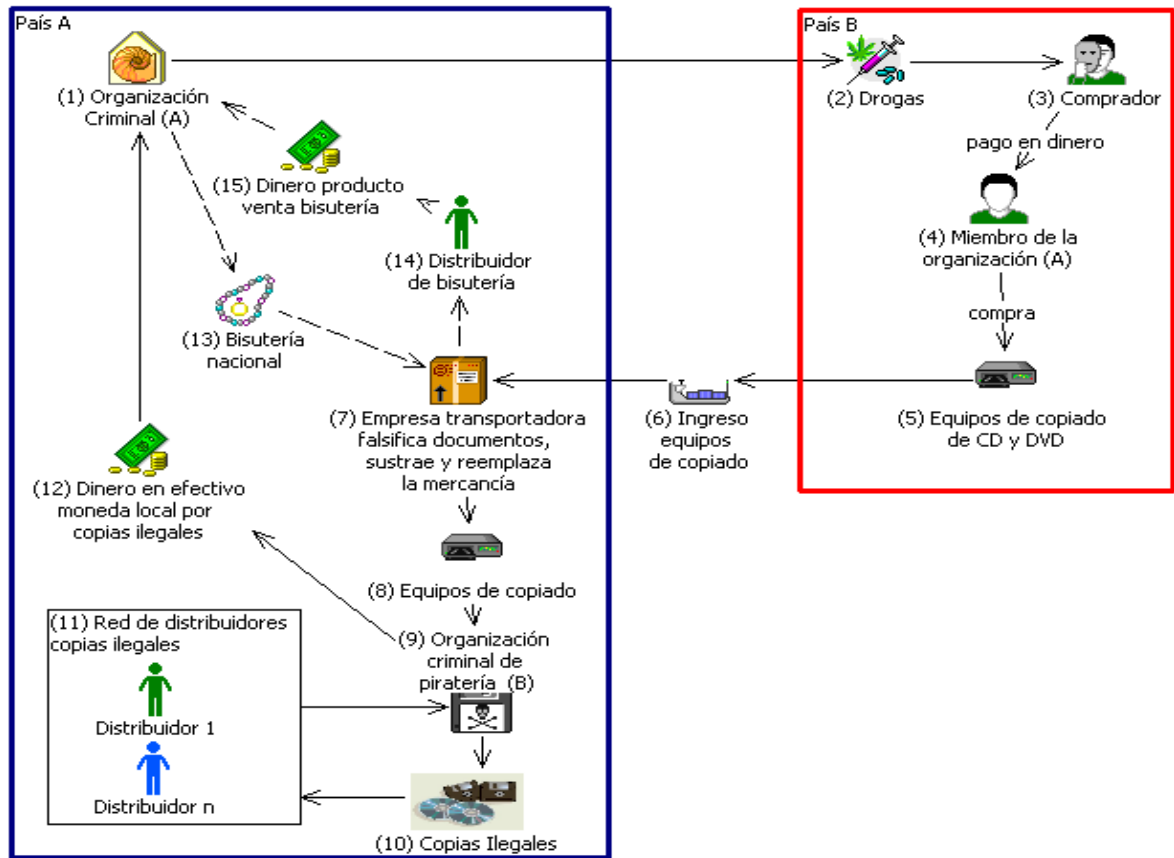 País A
País B
(1) Organización
Criminal (A)
(2) Drogas
(3) Comprador
pago en dinero
(15) Dinero producto
venta bisutería
(4) Miembro de la
organización (A)
(14) Distribuidor
de bisutería
compra
(13) Bisutería
nacional
(7) Empresa transportadora
falsifica documentos,
sustrae y reemplaza
la mercancía
(6) Ingreso
equipos
de copiado
(5) Equipos de copiado
de CD y DVD
(12) Dinero en efectivo
moneda local por
copias ilegales
(8) Equipos de copiado
(11) Red de distribuidores
copias ilegales
(9) Organización
criminal de
piratería (B)
Distribuidor 1
Distribuidor n
(10) Copias Ilegales